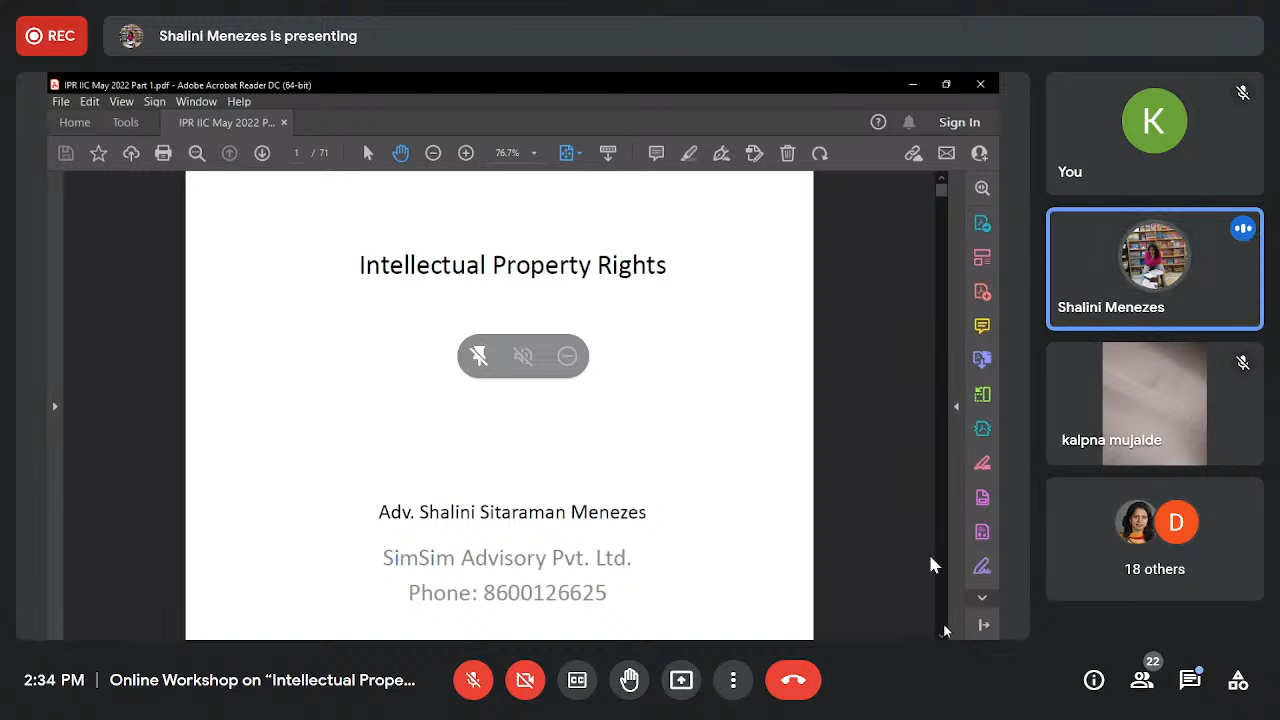 REC
Shalini Menezes is presenting
IPR IIC May 2022 Part 1.pdf - Adobe Acrobat Reader DC (64-bit)
File Edit View Sign Window Help
Home Tools IPR IIC May 2022 P... × Sign In
1 / 71 76.7%
Intellectual Property Rights
Adv. Shalini Sitaraman Menezes
SimSim Advisory Pvt. Ltd.
Phone: 8600126625
K
You
Shalini Menezes
kalpna mujalde
D
18 others
2:34 PM | Online Workshop on “Intellectual Prope...
CC
22